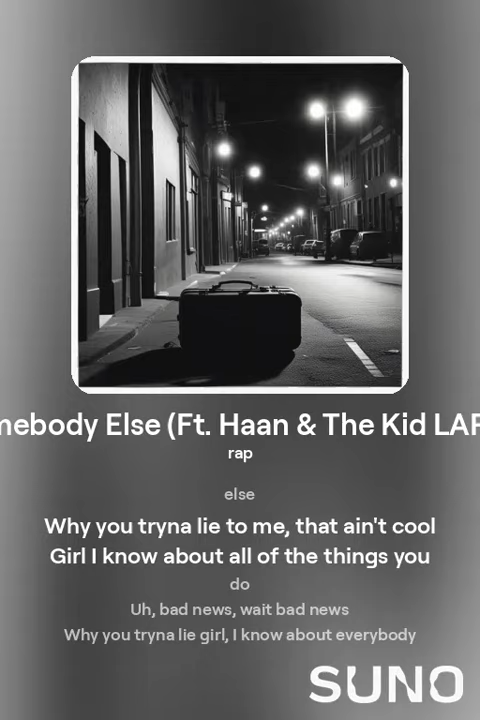 mebody Else (Ft. Haan & The Kid LAR
rap
else
Why you tryna lie to me, that ain't cool
Girl I know about all of the things you
do
Uh, bad news, wait bad news
Why you tryna lie girl, I know about everybody
SUNO